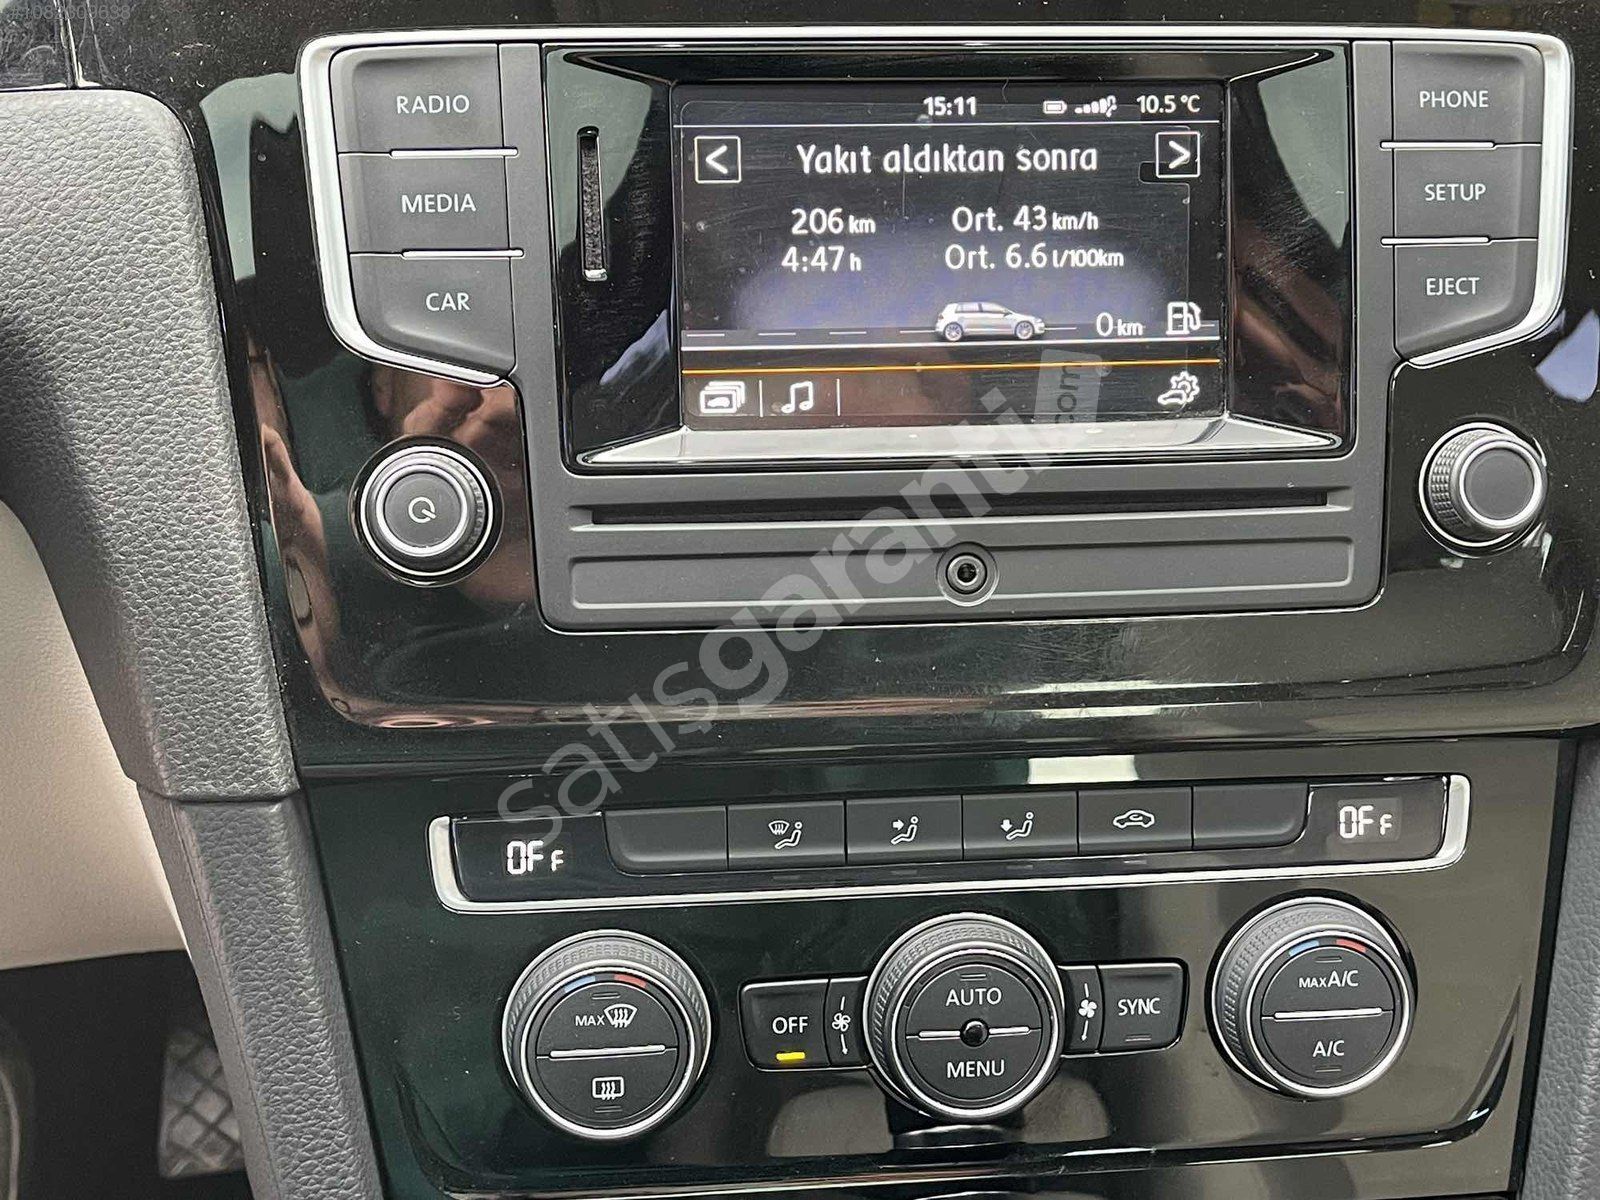 #1082309638
RADIO
MEDIA
CAR
15:11 10.5 °C
< Yakıt aldıktan sonra >
206 km Ort. 43 km/h
4:47 h Ort. 6.6 l/100km
0 km
PHONE
SETUP
EJECT
satışgaranti.com
OFF
OFF
MAX
OFF
AUTO
MENU
SYNC
MAX A/C
A/C